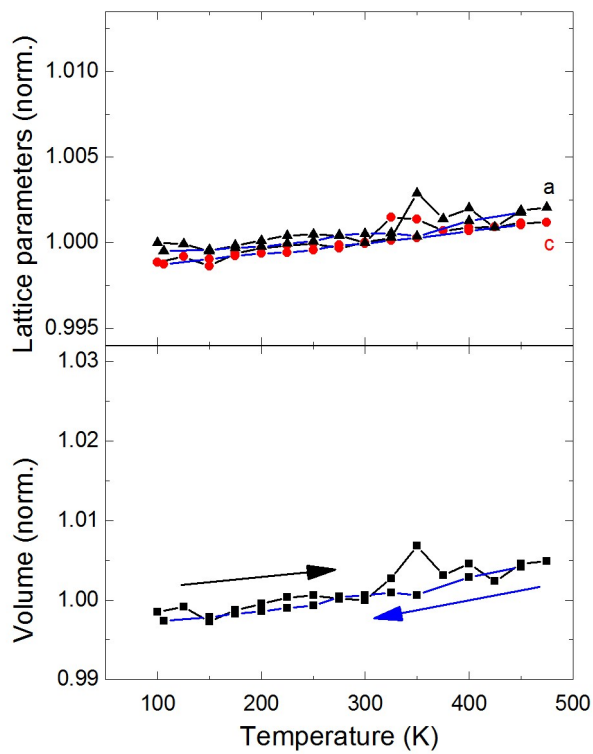 Lattice parameters (norm.)
1.010
1.005
1.000
0.995
a
c
Volume (norm.)
1.03
1.02
1.01
1.00
0.99
100 200 300 400 500
Temperature (K)